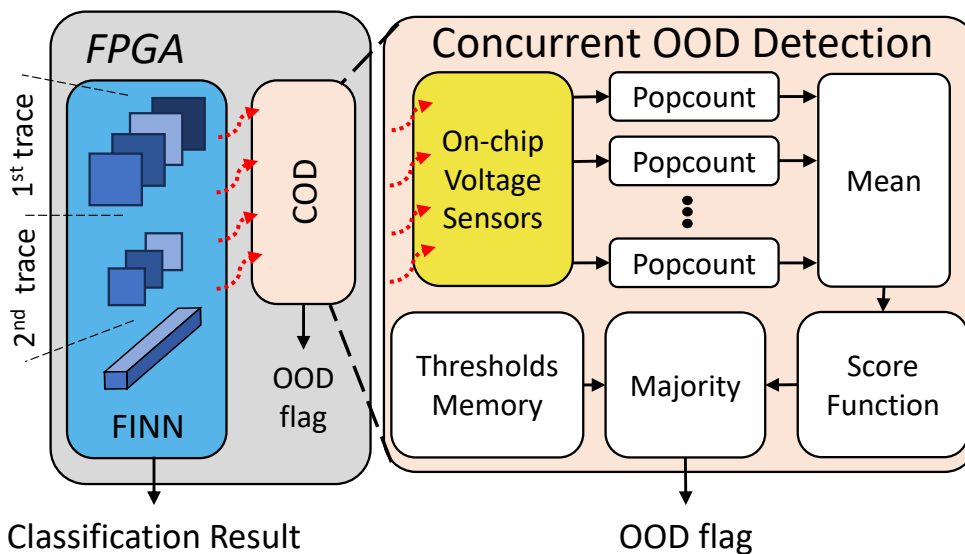 FPGA
1st trace
2nd trace
FINN
COD
OOD
flag
Classification Result
Concurrent OOD Detection
On-chip
Voltage
Sensors
Popcount
Popcount
Popcount
Mean
Thresholds
Memory
Majority
Score
Function
OOD flag